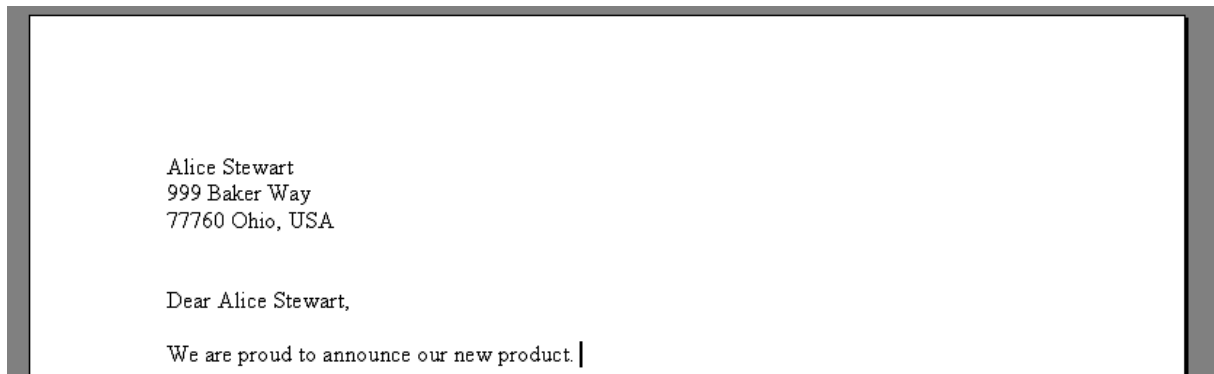 Alice Stewart
999 Baker Way
77760 Ohio, USA
Dear Alice Stewart,
We are proud to announce our new product.